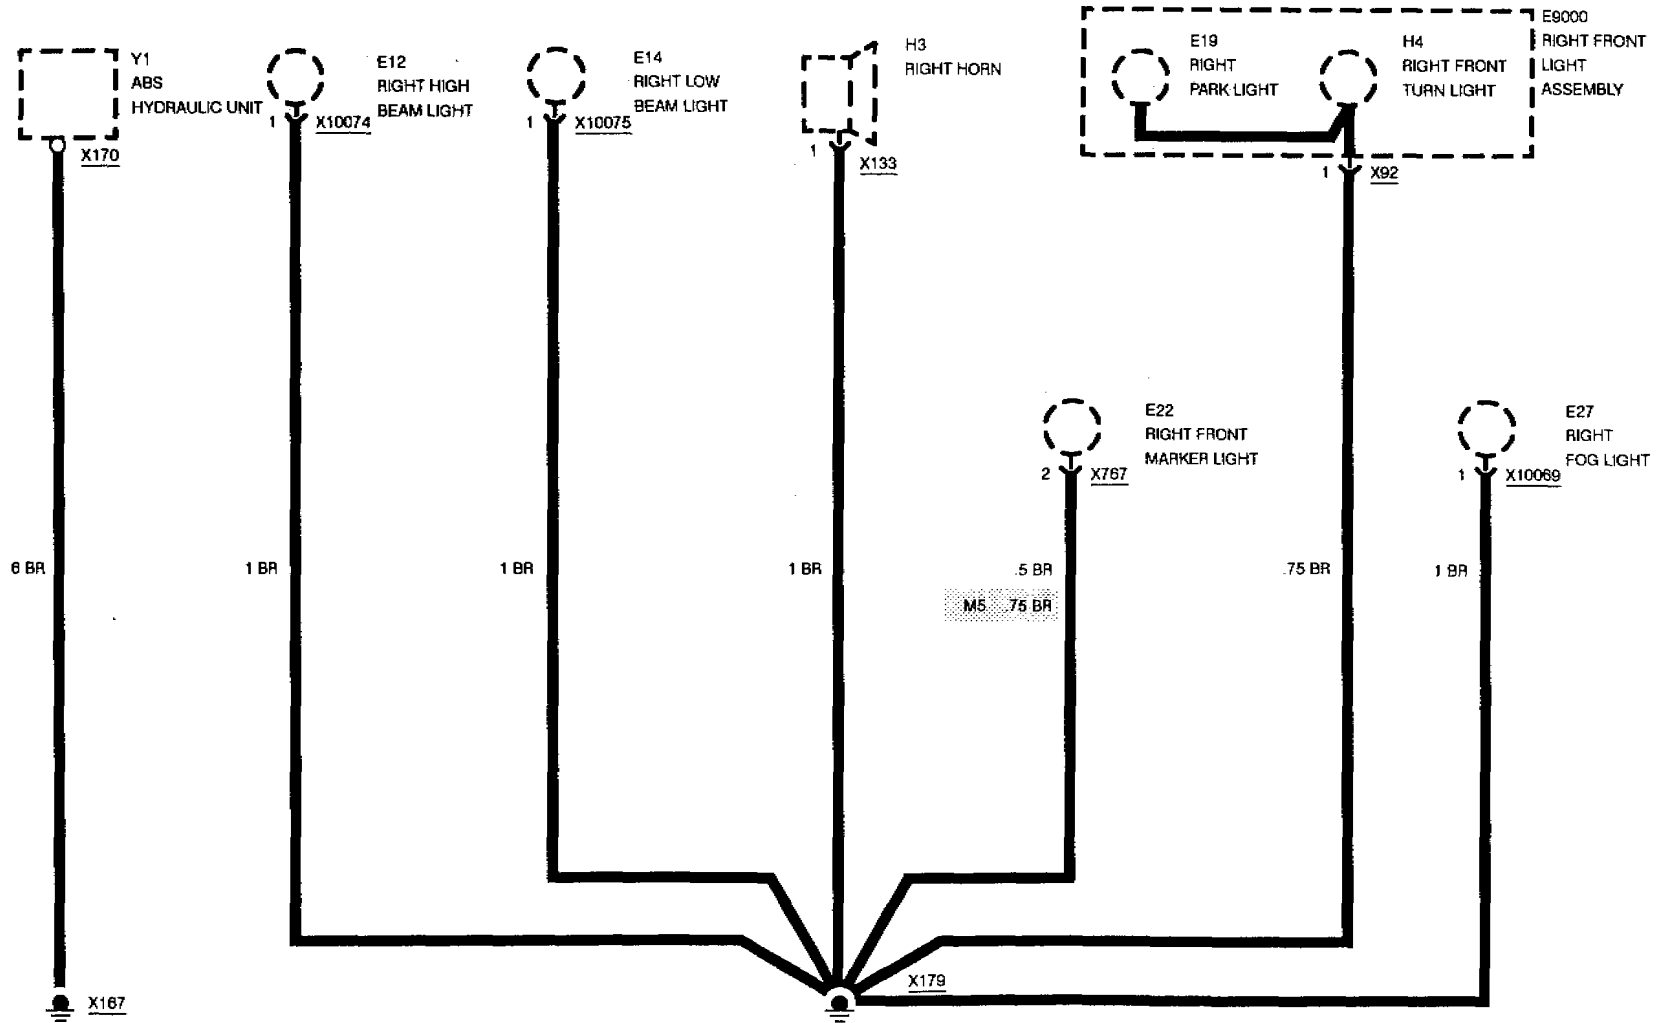 Y1
ABS
HYDRAULIC UNIT
X170
E12
RIGHT HIGH
BEAM LIGHT
1
X10074
E14
RIGHT LOW
BEAM LIGHT
1
X10075
H3
RIGHT HORN
1
X133
E19
RIGHT
PARK LIGHT
H4
RIGHT FRONT
TURN LIGHT
E9000
RIGHT FRONT
LIGHT
ASSEMBLY
1
X92
E22
RIGHT FRONT
MARKER LIGHT
2
X767
E27
RIGHT
FOG LIGHT
1
X10069
6 BR
1 BR
1 BR
1 BR
.5 BR
M5 .75 BR
.75 BR
1 BR
X167
X179